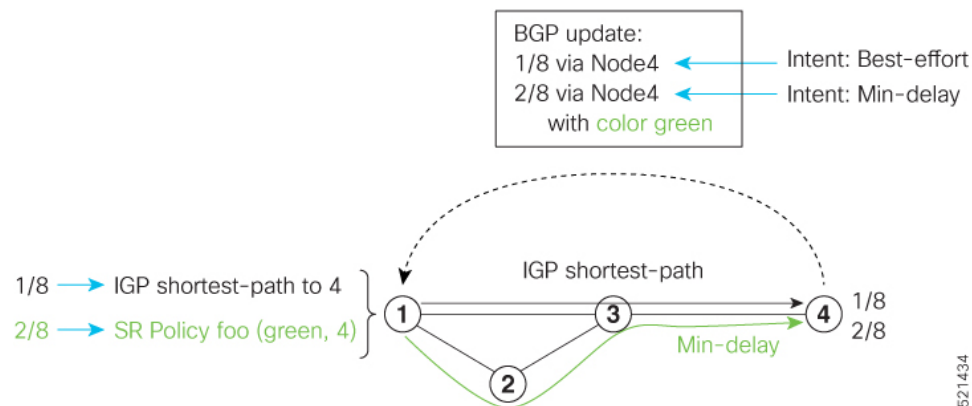 BGP update:
1/8 via Node4
Intent: Best-effort
2/8 via Node4
Intent: Min-delay
with color green
IGP shortest-path
1/8
IGP shortest-path to 4
2/8
SR Policy foo (green, 4)
1
3
4
1/8
2/8
Min-delay
2
521434